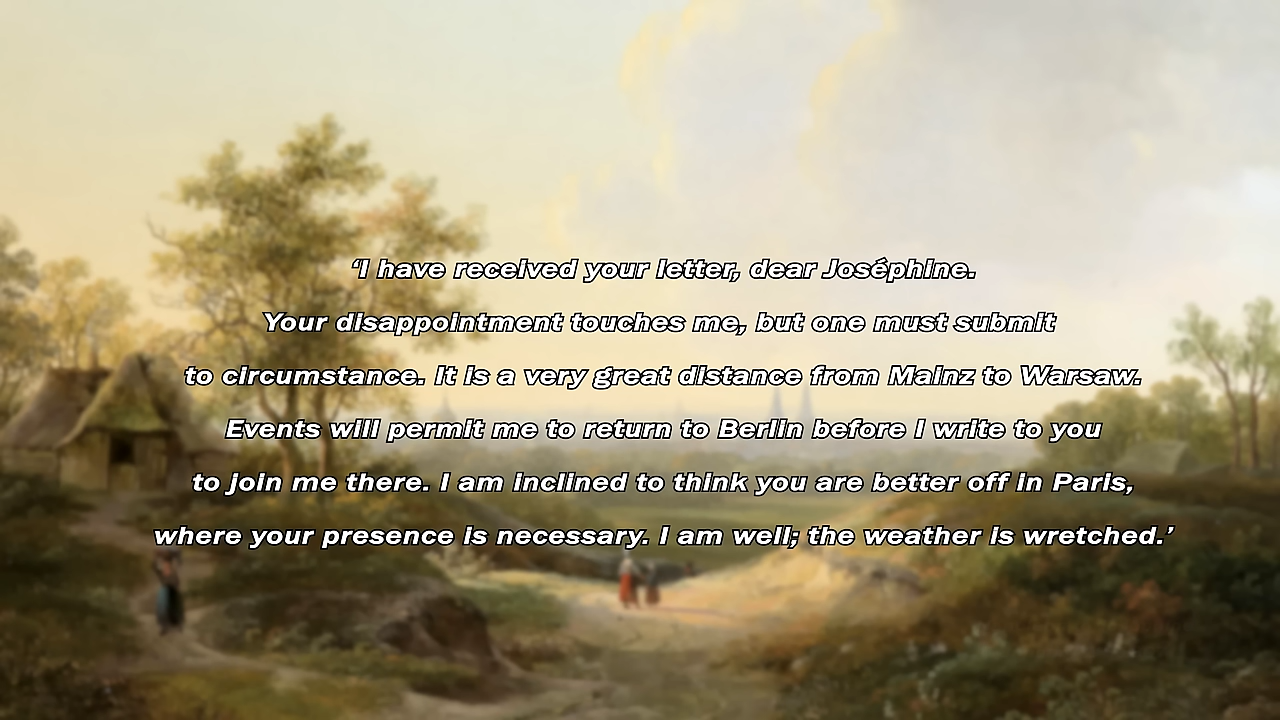 ‘I have received your letter, dear Joséphine.
Your disappointment touches me, but one must submit
to circumstance. It is a very great distance from Mainz to Warsaw.
Events will permit me to return to Berlin before I write to you
to join me there. I am inclined to think you are better off in Paris,
where your presence is necessary. I am well; the weather is wretched.’